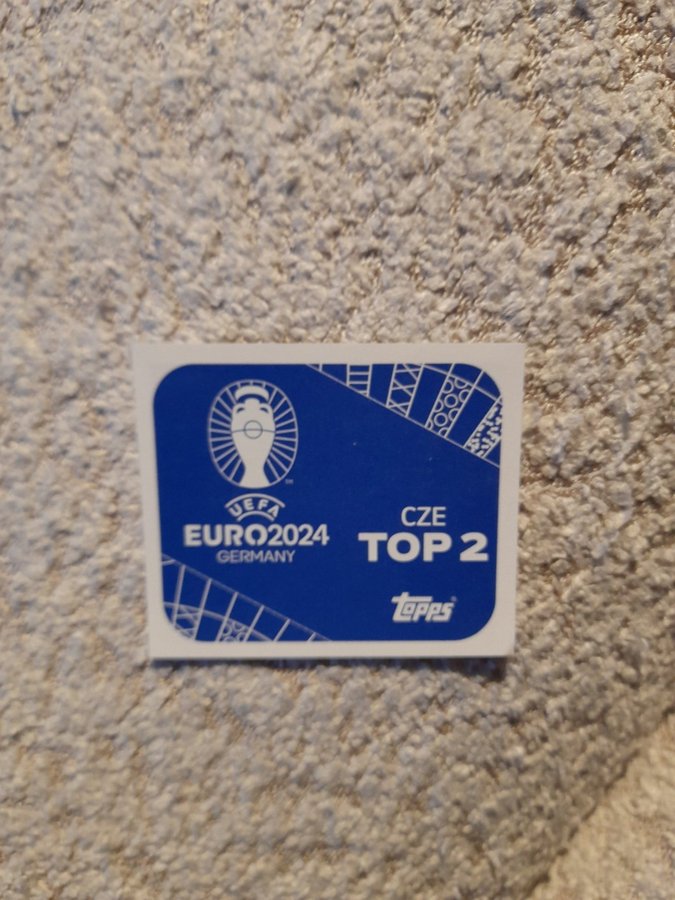 UEFA
EURO2024
GERMANY
CZE
TOP 2
Topps